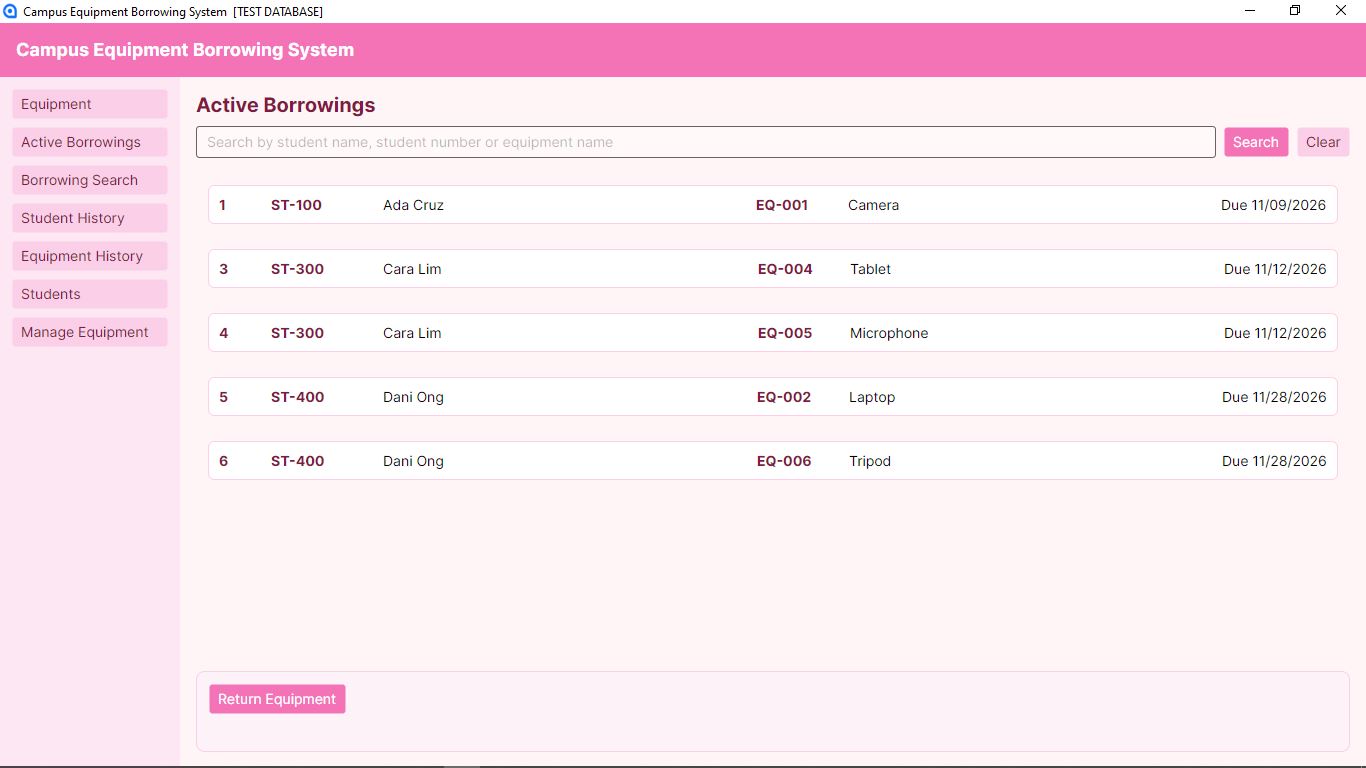 Campus Equipment Borrowing System [TEST DATABASE]
Campus Equipment Borrowing System
Equipment
Active Borrowings
Borrowing Search
Student History
Equipment History
Students
Manage Equipment
Active Borrowings
Search by student name, student number or equipment name
Search
Clear
1 ST-100 Ada Cruz EQ-001 Camera Due 11/09/2026
3 ST-300 Cara Lim EQ-004 Tablet Due 11/12/2026
4 ST-300 Cara Lim EQ-005 Microphone Due 11/12/2026
5 ST-400 Dani Ong EQ-002 Laptop Due 11/28/2026
6 ST-400 Dani Ong EQ-006 Tripod Due 11/28/2026
Return Equipment